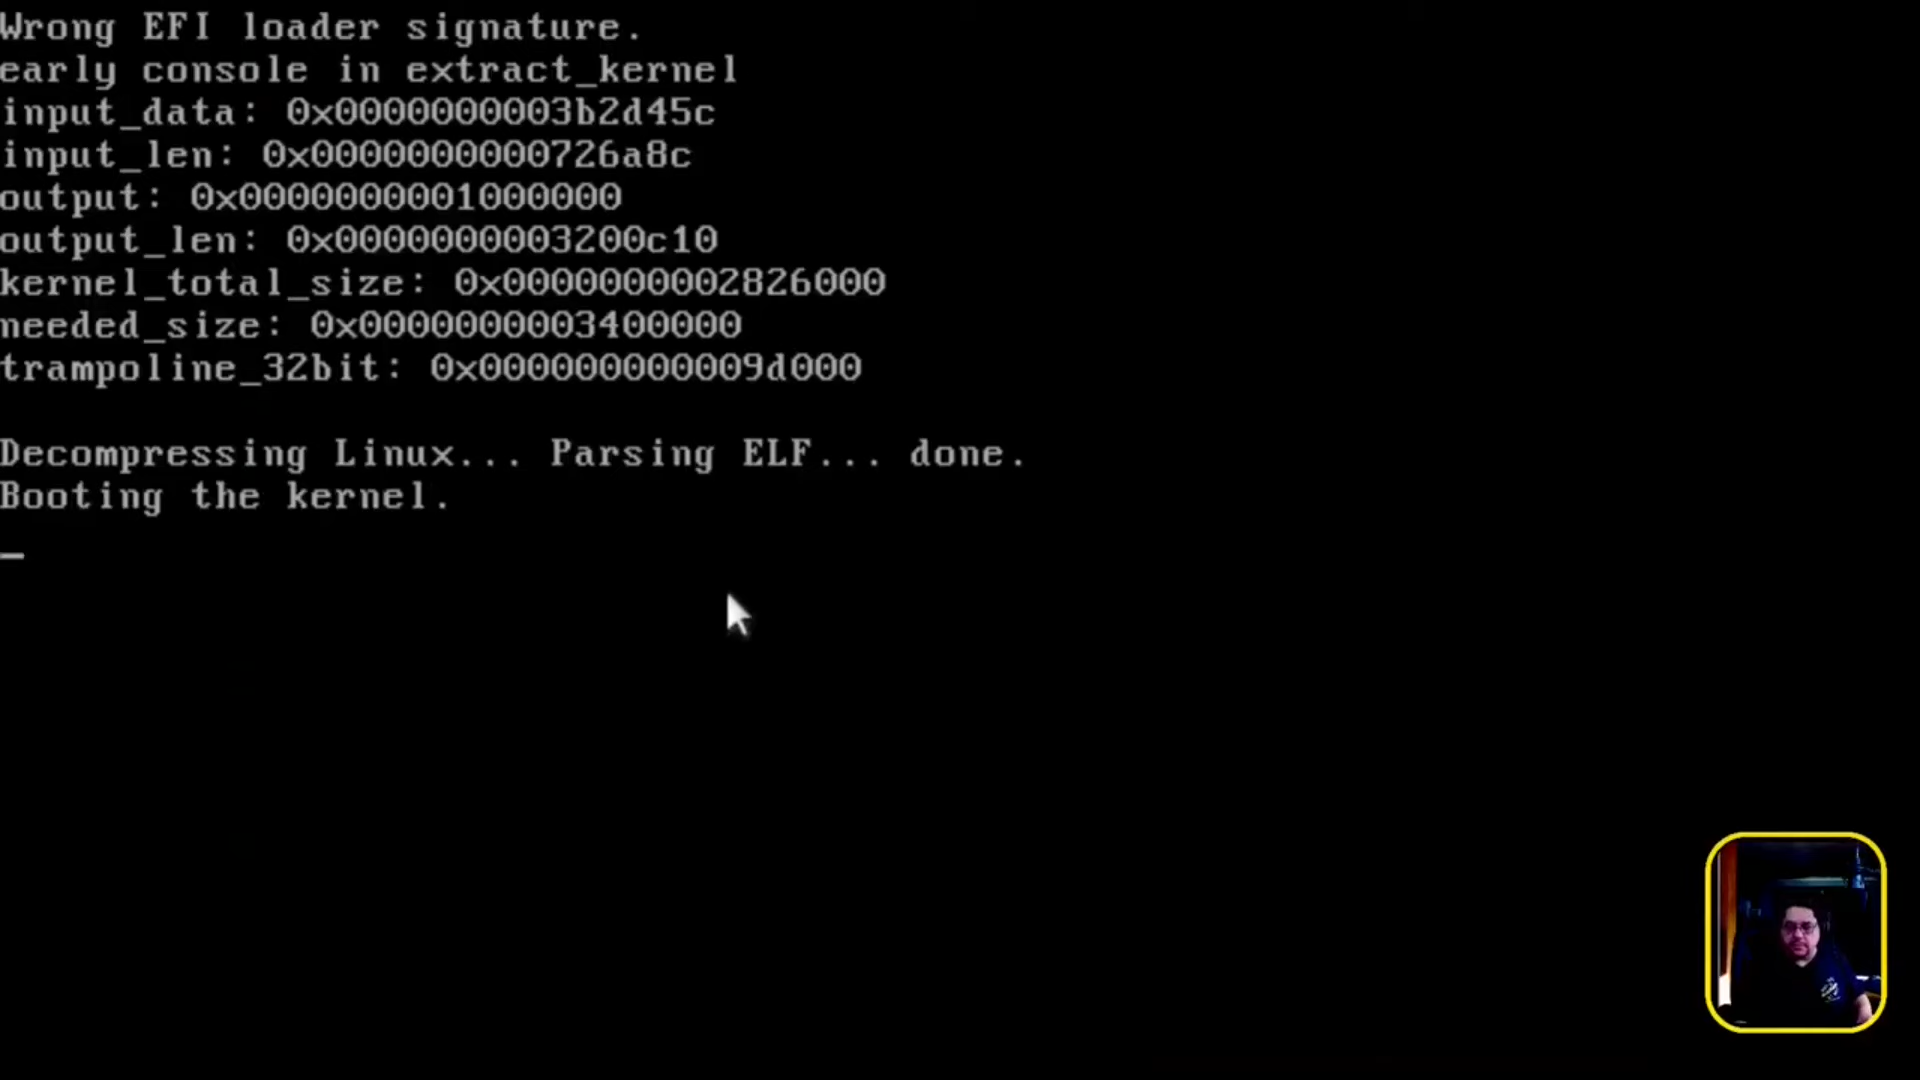 Wrong EFI loader signature.
early console in extract_kernel
input_data: 0x0000000003b2d45c
input_len: 0x0000000000726a8c
output: 0x0000000001000000
output_len: 0x0000000003200c10
kernel_total_size: 0x0000000002826000
needed_size: 0x0000000003400000
trampoline_32bit: 0x000000000009d000
Decompressing Linux... Parsing ELF... done.
Booting the kernel.